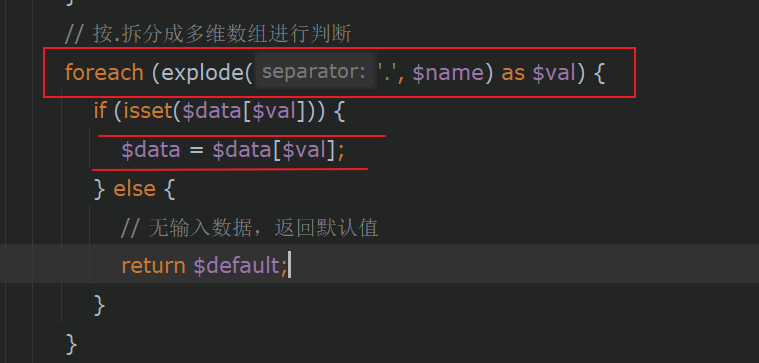 }
// 按.拆分成多维数组进行判断
foreach (explode( separator: '.', $name) as $val) {
if (isset($data[$val])) {
$data = $data[$val];
} else {
// 无输入数据，返回默认值
return $default;
}
}